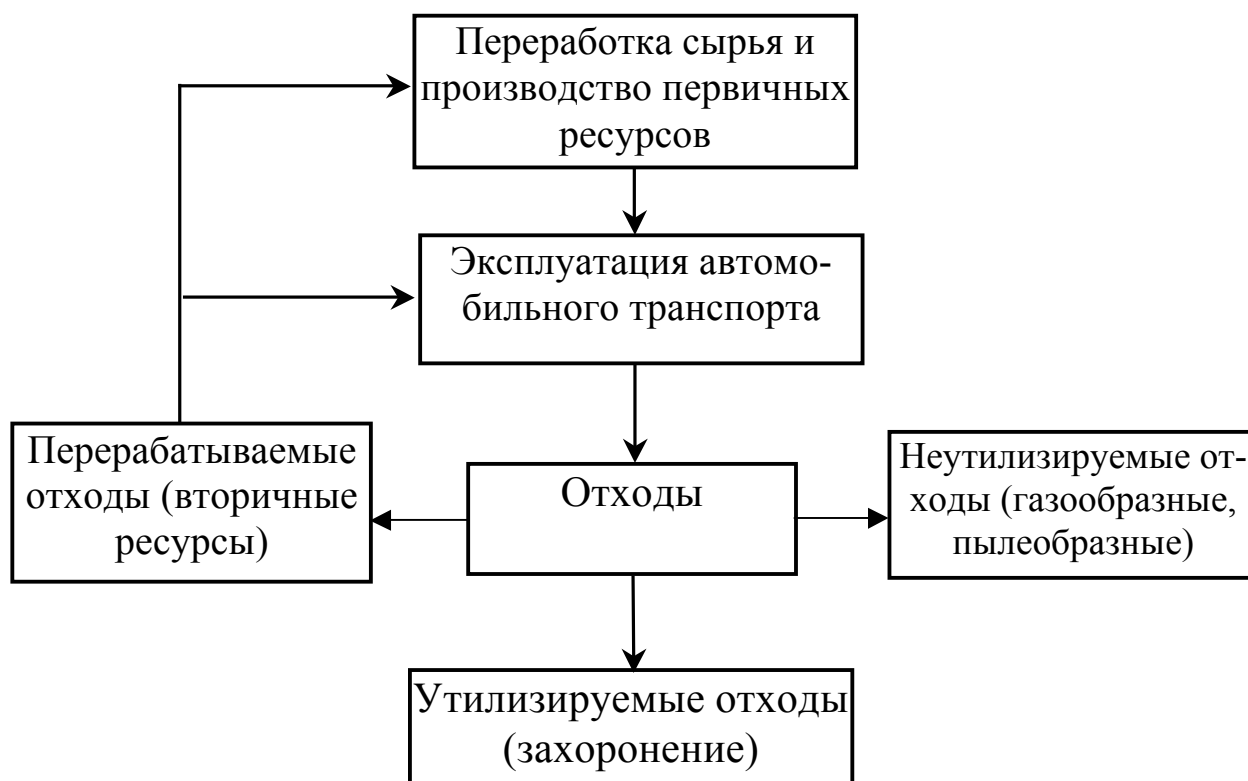 Переработка сырья и
производство первичных
ресурсов
Эксплуатация автомо-
бильного транспорта
Перерабатываемые
отходы (вторичные
ресурсы)
Отходы
Неутилизируемые от-
ходы (газообразные,
пылеобразные)
Утилизируемые отходы
(захоронение)